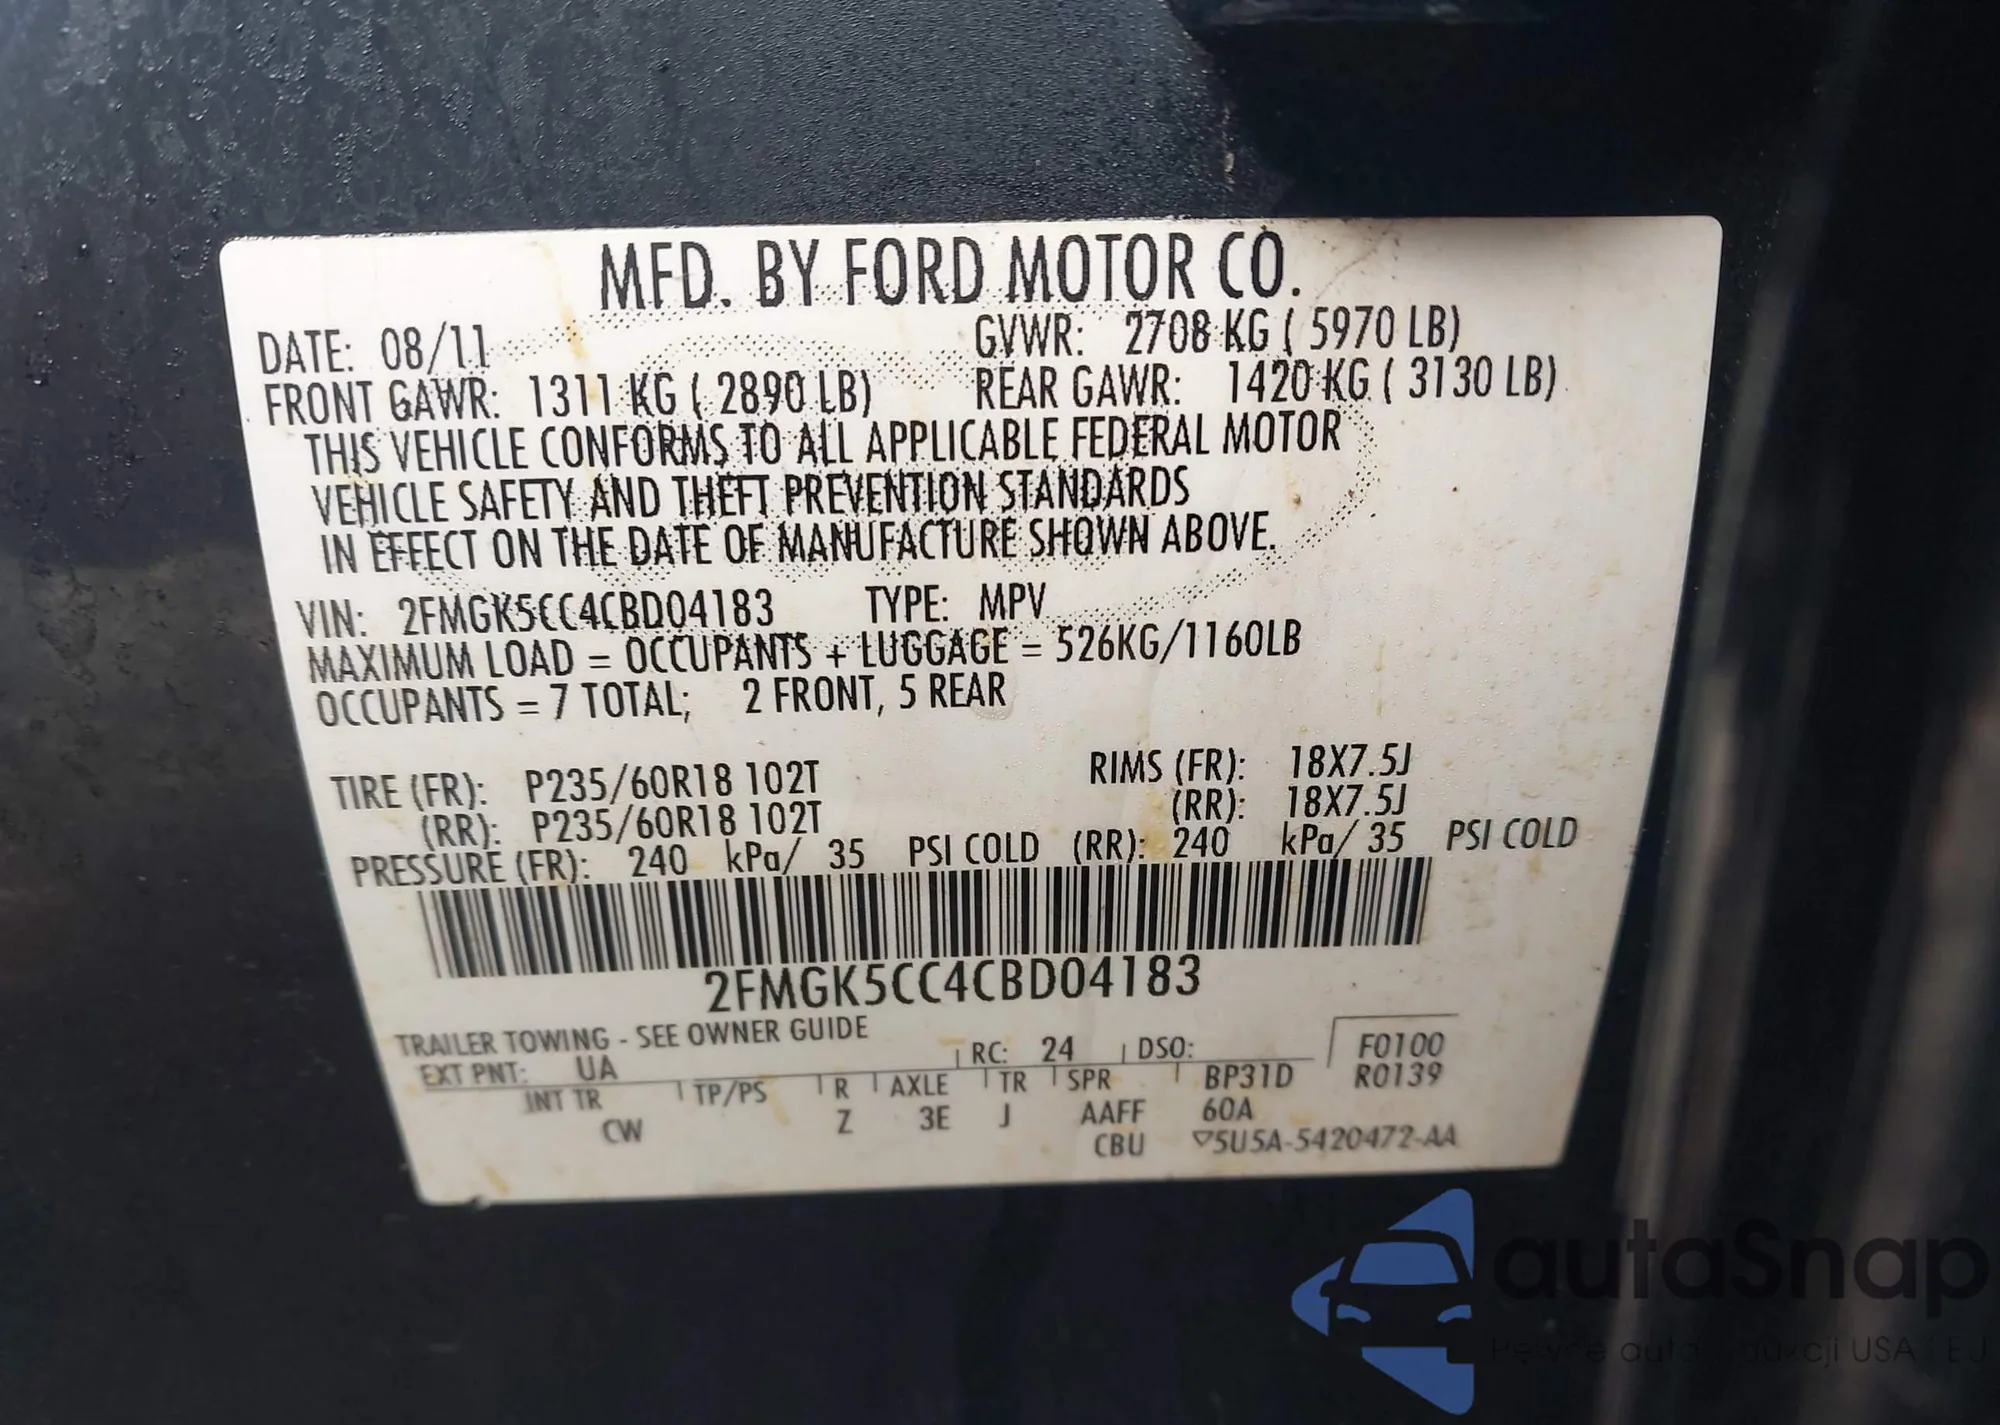 MFD. BY FORD MOTOR CO.
DATE: 08/11 GVWR: 2708 KG ( 5970 LB)
FRONT GAWR: 1311 KG ( 2890 LB) REAR GAWR: 1420 KG ( 3130 LB)
THIS VEHICLE CONFORMS TO ALL APPLICABLE FEDERAL MOTOR
VEHICLE SAFETY AND THEFT PREVENTION STANDARDS
IN EFFECT ON THE DATE OF MANUFACTURE SHOWN ABOVE.
VIN: 2FMGK5CC4CBD04183 TYPE: MPV
MAXIMUM LOAD = OCCUPANTS + LUGGAGE = 526KG/1160LB
OCCUPANTS = 7 TOTAL; 2 FRONT, 5 REAR
TIRE (FR): P235/60R18 102T RIMS (FR): 18X7.5J
(RR): P235/60R18 102T (RR): 18X7.5J
PRESSURE (FR): 240 kPa/ 35 PSI COLD (RR): 240 kPa/ 35 PSI COLD
2FMGK5CC4CBD04183
TRAILER TOWING - SEE OWNER GUIDE
EXT PNT: UA RC: 24 DSO: F0100
INT TR TP/PS R AXLE TR SPR BP31D R0139
CW Z 3E J AAFF 60A
CBU ▽5U5A-5420472-AA
autaSnap
auto USA